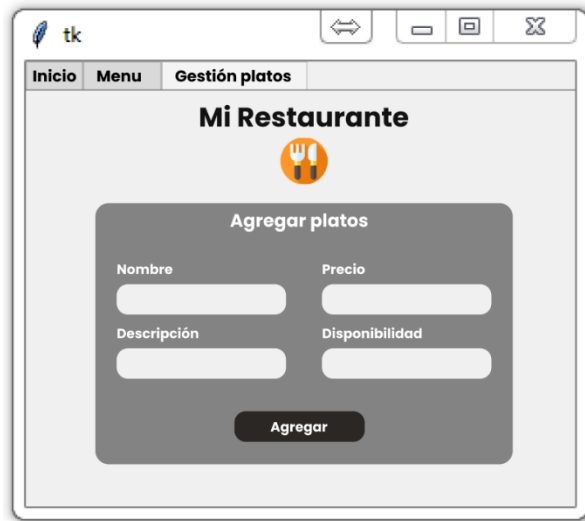 tk
Inicio Menu Gestión platos
Mi Restaurante
Agregar platos
Nombre Precio
Descripción Disponibilidad
Agregar